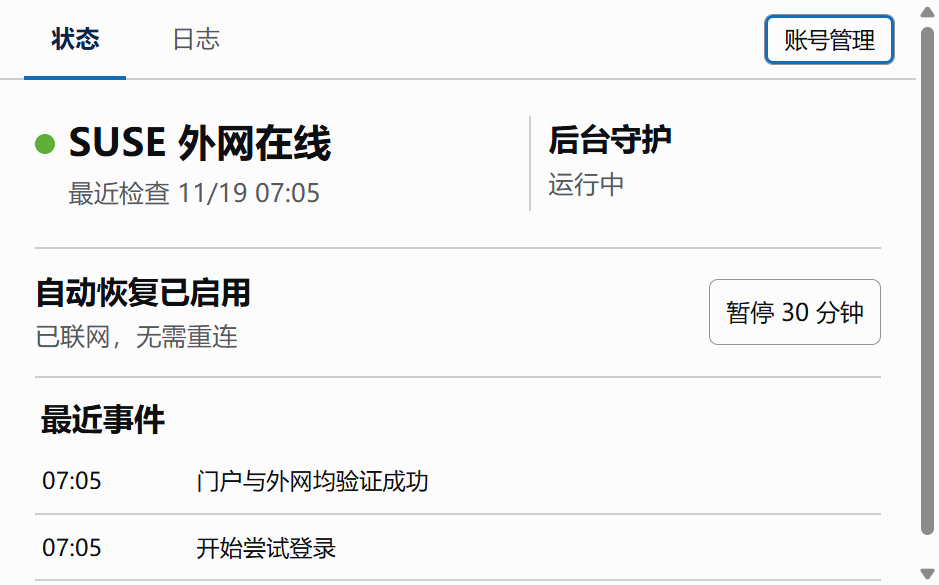 状态
日志
账号管理
SUSE 外网在线
最近检查 11/19 07:05
后台守护
运行中
自动恢复已启用
已联网，无需重连
暂停 30 分钟
最近事件
07:05 门户与外网均验证成功
07:05 开始尝试登录